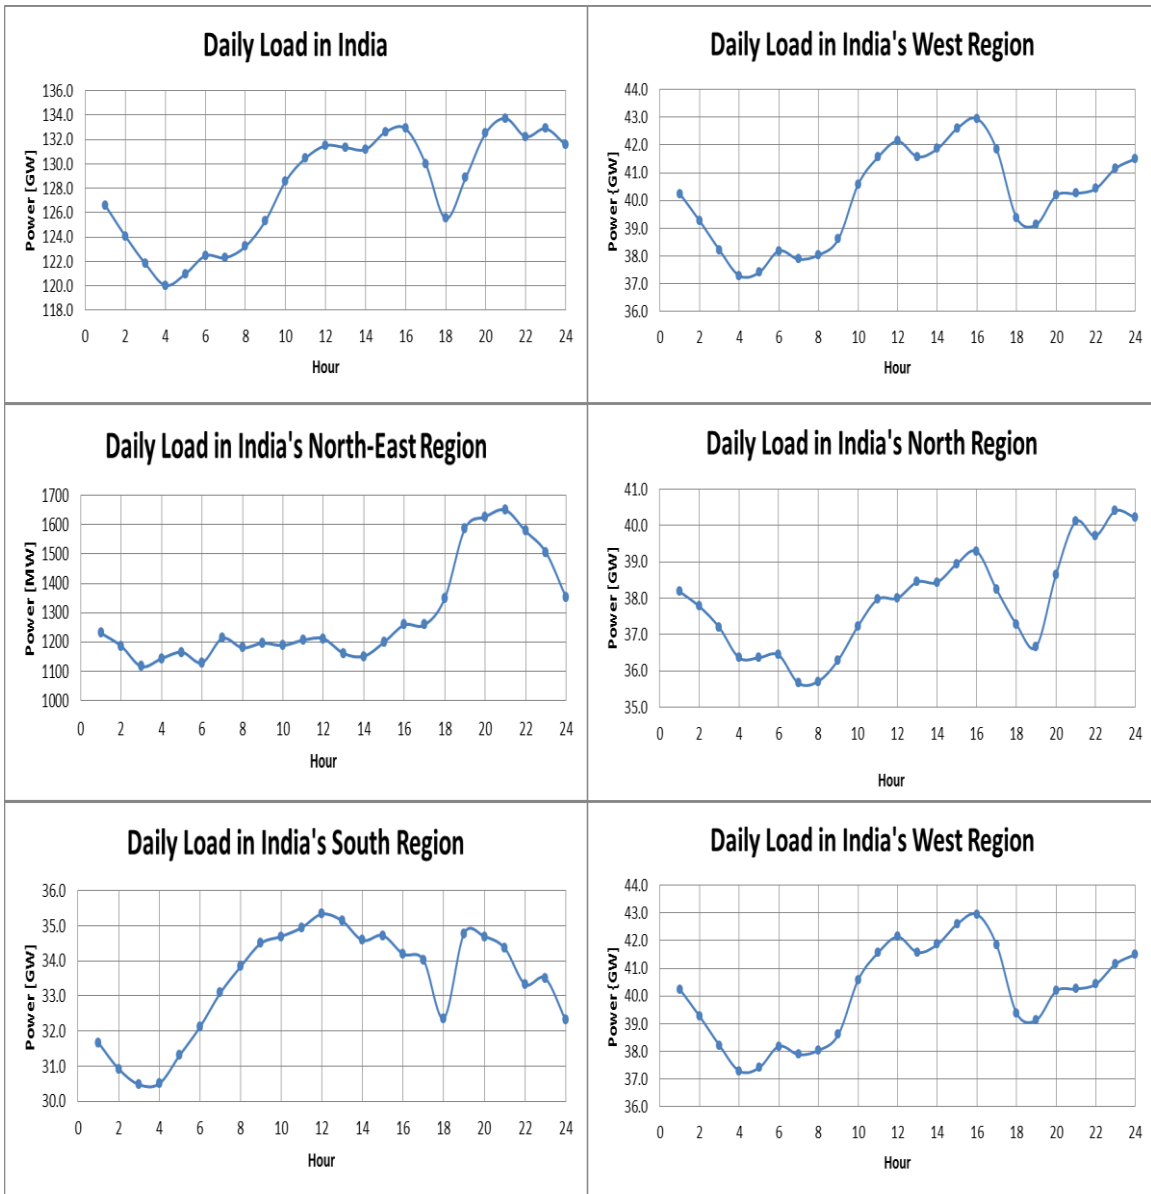 Daily Load in India
Power [GW]
136.0
134.0
132.0
130.0
128.0
126.0
124.0
122.0
120.0
118.0
0 2 4 6 8 10 12 14 16 18 20 22 24
Hour
Daily Load in India's West Region
Power {GW]
44.0
43.0
42.0
41.0
40.0
39.0
38.0
37.0
36.0
0 2 4 6 8 10 12 14 16 18 20 22 24
Hour
Daily Load in India's North-East Region
Power [MW]
1700
1600
1500
1400
1300
1200
1100
1000
0 2 4 6 8 10 12 14 16 18 20 22 24
Hour
Daily Load in India's North Region
Power [GW]
41.0
40.0
39.0
38.0
37.0
36.0
35.0
0 2 4 6 8 10 12 14 16 18 20 22 24
Hour
Daily Load in India's South Region
Power [GW]
36.0
35.0
34.0
33.0
32.0
31.0
30.0
0 2 4 6 8 10 12 14 16 18 20 22 24
Hour
Daily Load in India's West Region
Power {GW]
44.0
43.0
42.0
41.0
40.0
39.0
38.0
37.0
36.0
0 2 4 6 8 10 12 14 16 18 20 22 24
Hour